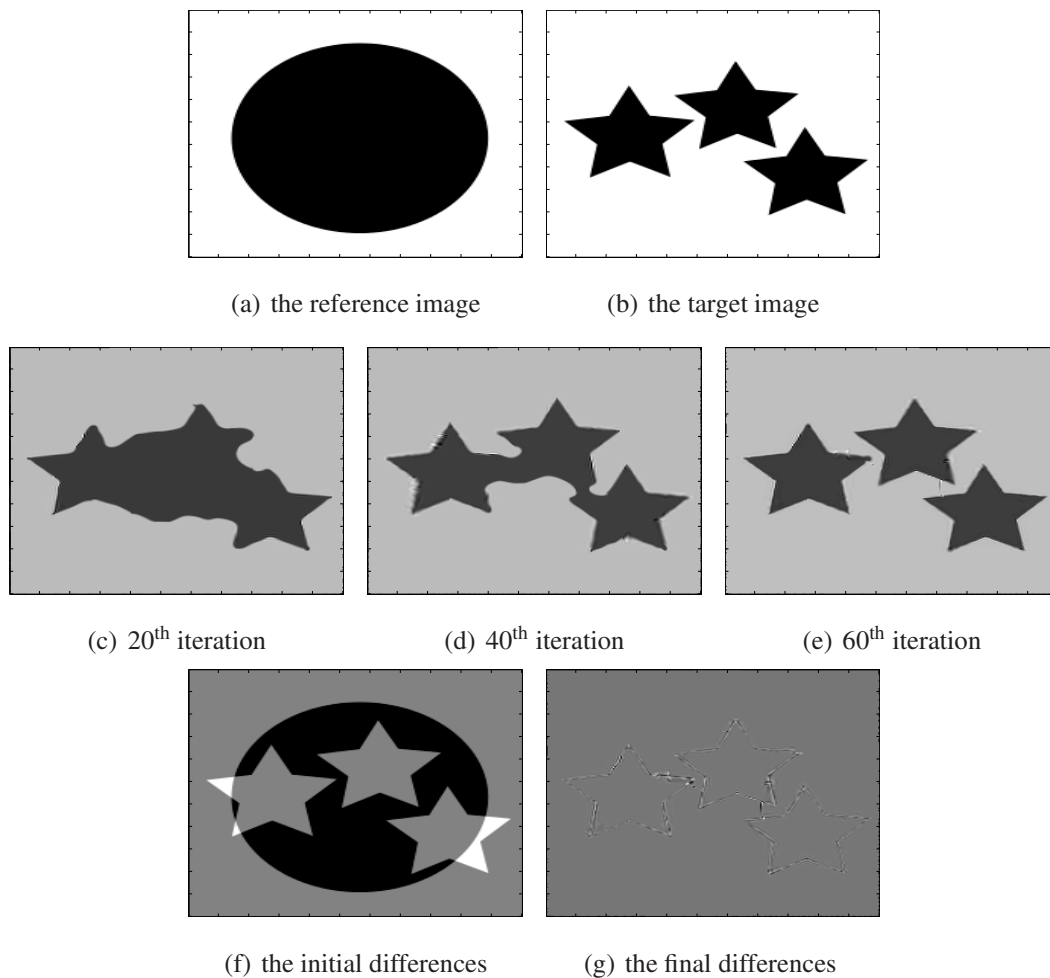 (a) the reference image
(b) the target image
(c) 20th iteration
(d) 40th iteration
(e) 60th iteration
(f) the initial differences
(g) the final differences